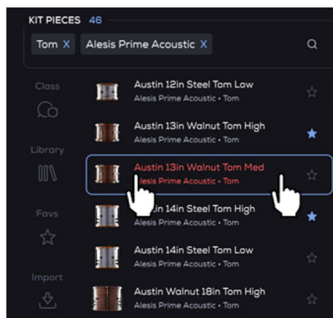 KIT PIECES 46
Tom X Alesis Prime Acoustic X
Class
Austin 12in Steel Tom Low
Alesis Prime Acoustic • Tom
Austin 13in Walnut Tom High
Alesis Prime Acoustic • Tom
Library
Austin 13in Walnut Tom Med
Alesis Prime Acoustic • Tom
Favs
in 14in Steel Tom High
Alesis Prime Acoustic • Tom
Austin 14in Steel Tom Low
Alesis Prime Acoustic • Tom
Import
Austin Walnut 18in Tom High
Alesis Prime Acoustic • Tom